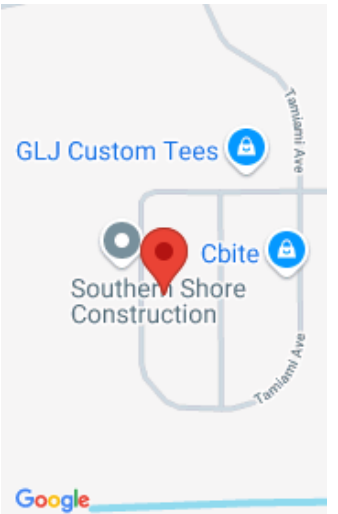 Tamiami Ave
GLJ Custom Tees
Cbite
Southern Shore
Construction
Tamiami Ave
Google